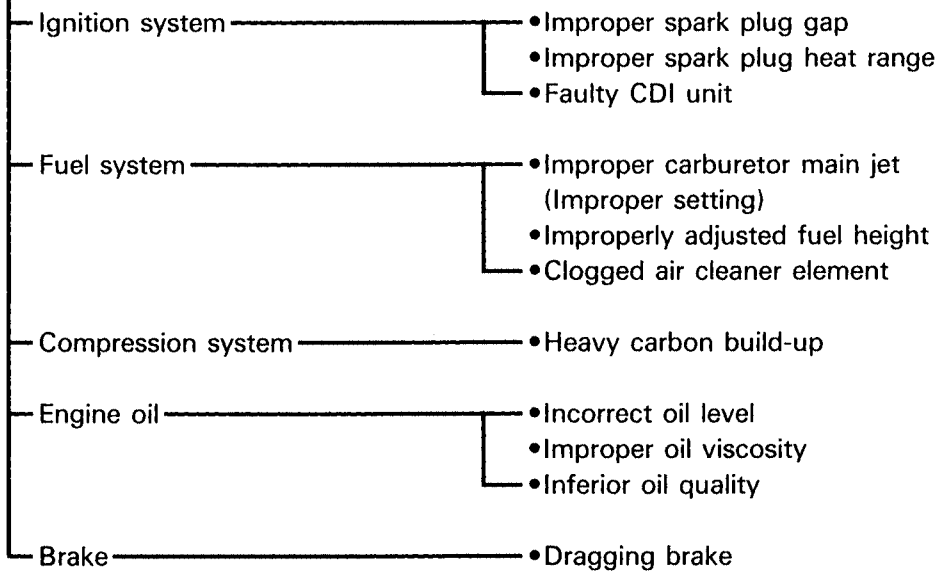 Ignition system
•Improper spark plug gap
•Improper spark plug heat range
•Faulty CDI unit
Fuel system
•Improper carburetor main jet
(Improper setting)
•Improperly adjusted fuel height
•Clogged air cleaner element
Compression system
•Heavy carbon build-up
Engine oil
•Incorrect oil level
•Improper oil viscosity
•Inferior oil quality
Brake
•Dragging brake